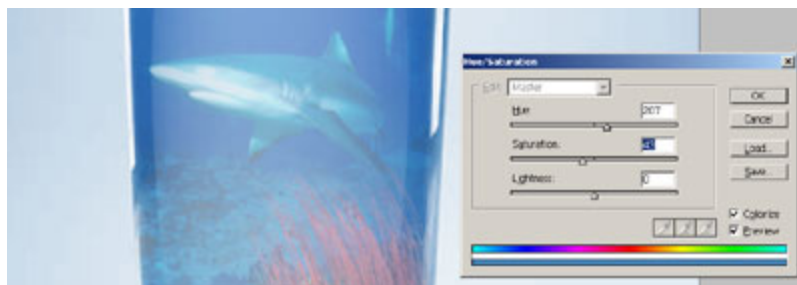 Hue/Saturation
Edit: Master
OK
Hue: 207
Cancel
Saturation:
Load...
Save...
Lightness: 0
Colorize
Preview